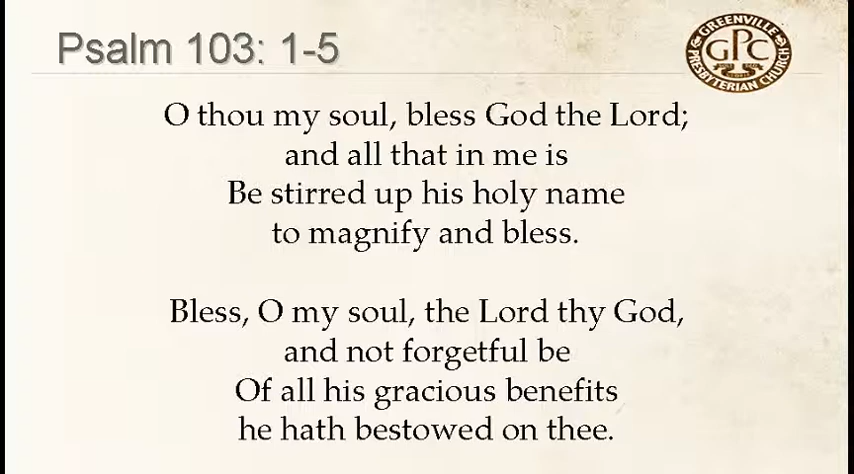 Psalm 103: 1-5
GREENVILLE
GPC
PRESBYTERIAN CHURCH
O thou my soul, bless God the Lord;
and all that in me is
Be stirred up his holy name
to magnify and bless.
Bless, O my soul, the Lord thy God,
and not forgetful be
Of all his gracious benefits
he hath bestowed on thee.